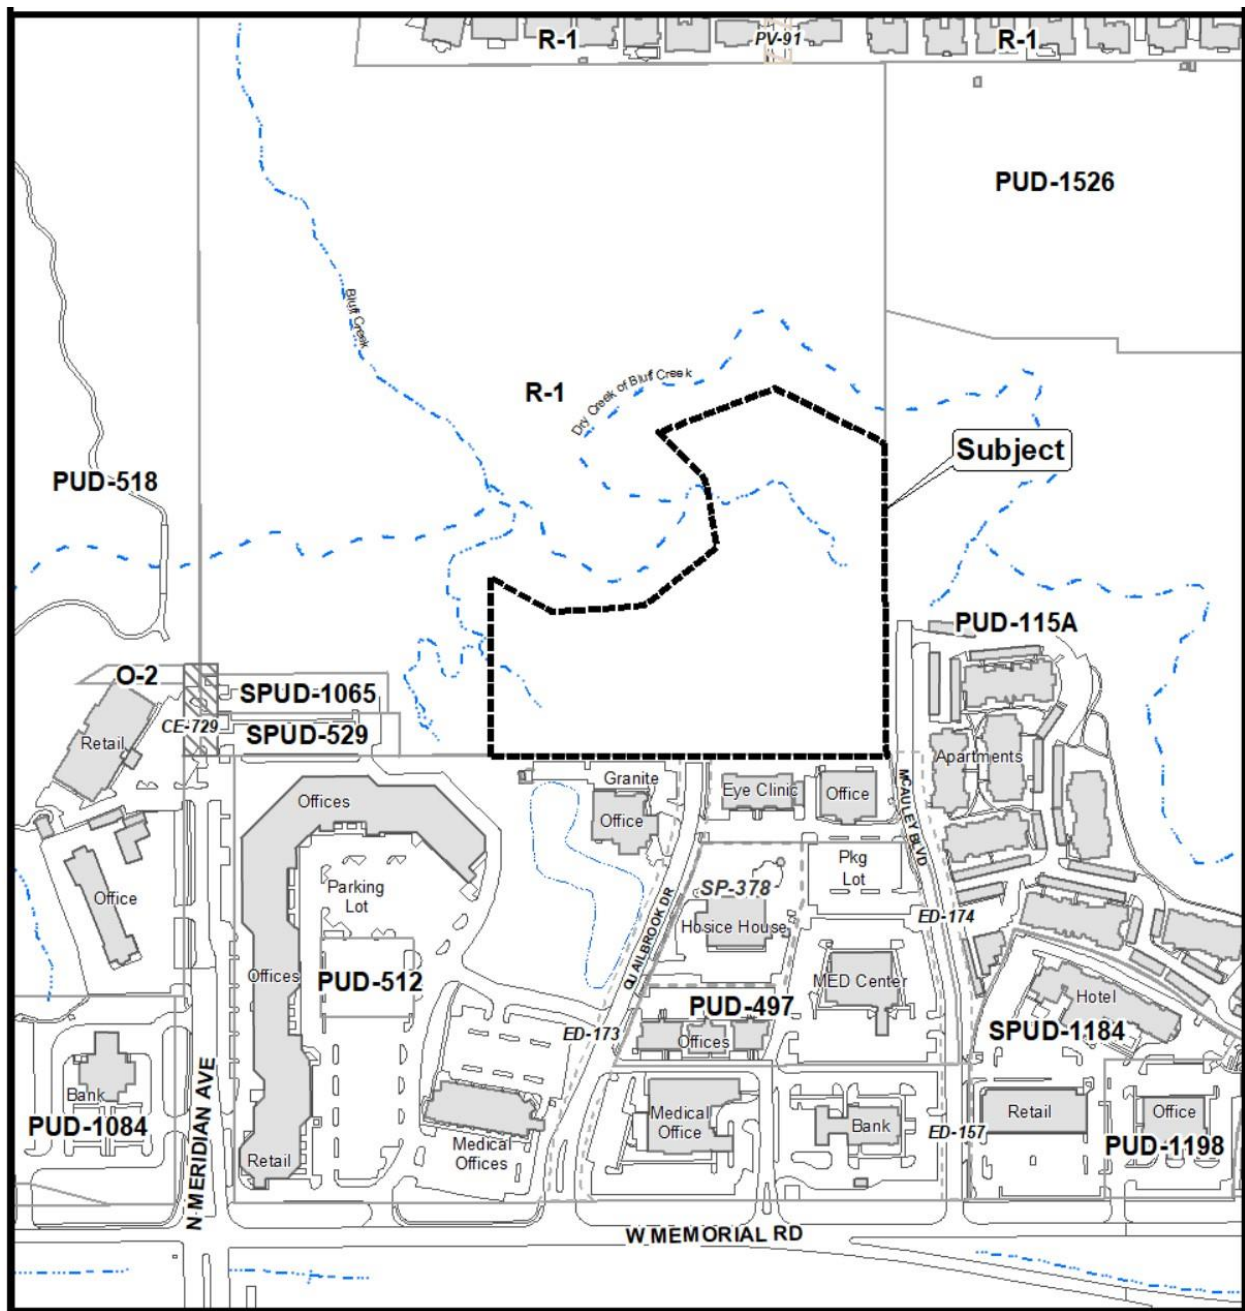 R-1
PV-91
R-1
PUD-1526
Bluff Creek
Dry Creek of Bluff Creek
R-1
Subject
PUD-518
PUD-115A
O-2
SPUD-1065
CE-729
SPUD-529
Retail
Apartments
Granite
Eye Clinic
Office
Office
MCAULEY BLVD
Offices
Parking
Lot
Pkg
Lot
SP-378
Hosice House
Office
QUAILBROOK DR
ED-174
Offices
PUD-512
MED Center
Hotel
PUD-497
SPUD-1184
ED-173
Offices
Bank
PUD-1084
N MERIDIAN AVE
Medical
Offices
Medical
Office
Bank
ED-157
Retail
Office
PUD-1198
Retail
W MEMORIAL RD